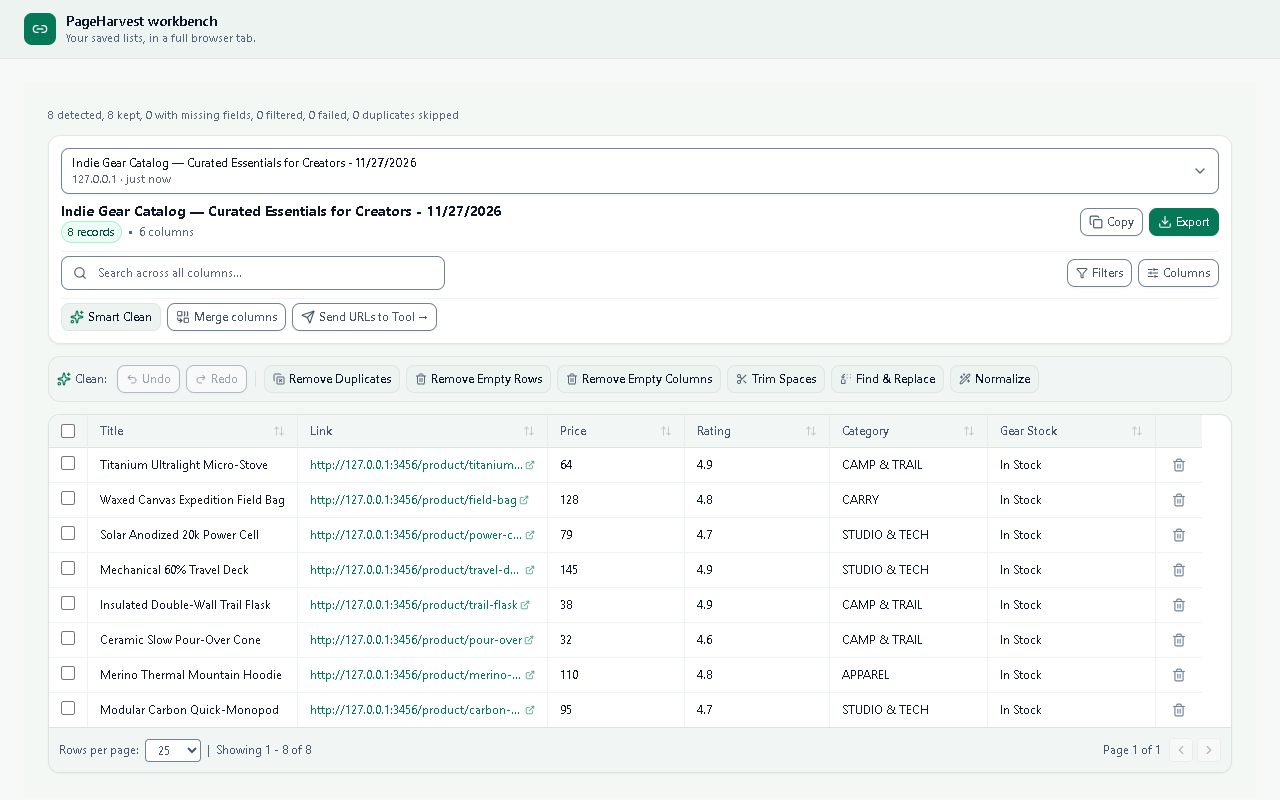 PageHarvest workbench
Your saved lists, in a full browser tab.
8 detected, 8 kept, 0 with missing fields, 0 filtered, 0 failed, 0 duplicates skipped
Indie Gear Catalog — Curated Essentials for Creators - 11/27/2026
127.0.0.1 · just now
Indie Gear Catalog — Curated Essentials for Creators - 11/27/2026
8 records • 6 columns
Copy Export
Search across all columns...
Filters Columns
Smart Clean Merge columns Send URLs to Tool →
Clean: Undo Redo Remove Duplicates Remove Empty Rows Remove Empty Columns Trim Spaces Find & Replace Normalize
Title Link Price Rating Category Gear Stock
Titanium Ultralight Micro-Stove http://127.0.0.1:3456/product/titanium... 64 4.9 CAMP & TRAIL In Stock
Waxed Canvas Expedition Field Bag http://127.0.0.1:3456/product/field-bag 128 4.8 CARRY In Stock
Solar Anodized 20k Power Cell http://127.0.0.1:3456/product/power-c... 79 4.7 STUDIO & TECH In Stock
Mechanical 60% Travel Deck http://127.0.0.1:3456/product/travel-d... 145 4.9 STUDIO & TECH In Stock
Insulated Double-Wall Trail Flask http://127.0.0.1:3456/product/trail-flask 38 4.9 CAMP & TRAIL In Stock
Ceramic Slow Pour-Over Cone http://127.0.0.1:3456/product/pour-over 32 4.6 CAMP & TRAIL In Stock
Merino Thermal Mountain Hoodie http://127.0.0.1:3456/product/merino-... 110 4.8 APPAREL In Stock
Modular Carbon Quick-Monopod http://127.0.0.1:3456/product/carbon-... 95 4.7 STUDIO & TECH In Stock
Rows per page: 25 | Showing 1 - 8 of 8 Page 1 of 1